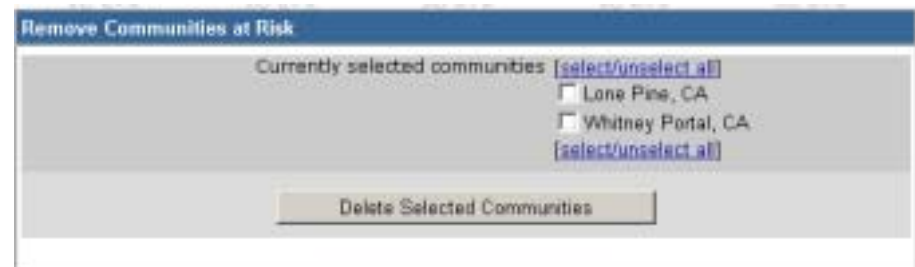 Remove Communities at Risk
Currently selected communities [select/unselect all]
Lone Pine, CA
Whitney Portal, CA
[select/unselect all]
Delete Selected Communities